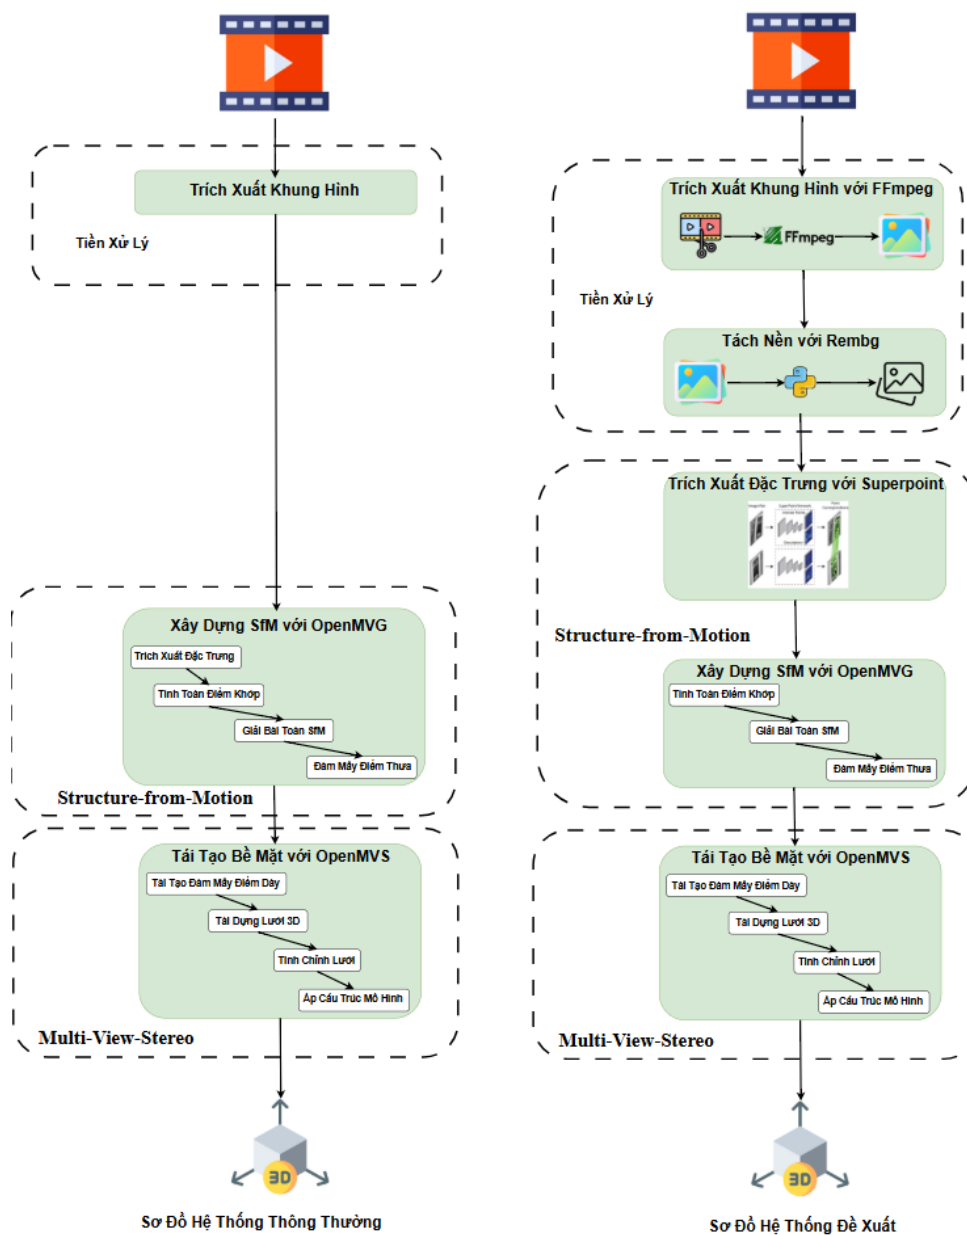 Trích Xuất Khung Hình
Tiền Xử Lý
Xây Dựng SfM với OpenMVG
Trích Xuất Đặc Trưng
Tính Toán Điểm Khớp
Giải Bài Toán SfM
Đám Mây Điểm Thưa
Structure-from-Motion
Tái Tạo Bề Mặt với OpenMVS
Tái Tạo Đám Mây Điểm Dày
Tái Dựng Lưới 3D
Tinh Chỉnh Lưới
Áp Cấu Trúc Mô Hình
Multi-View-Stereo
3D
Sơ Đồ Hệ Thống Thông Thường
Trích Xuất Khung Hình với FFmpeg
FFmpeg
Tiền Xử Lý
Tách Nền với Rembg
Trích Xuất Đặc Trưng với Superpoint
Structure-from-Motion
Xây Dựng SfM với OpenMVG
Tính Toán Điểm Khớp
Giải Bài Toán SfM
Đám Mây Điểm Thưa
Tái Tạo Bề Mặt với OpenMVS
Tái Tạo Đám Mây Điểm Dày
Tái Dựng Lưới 3D
Tinh Chỉnh Lưới
Áp Cấu Trúc Mô Hình
Multi-View-Stereo
3D
Sơ Đồ Hệ Thống Đề Xuất